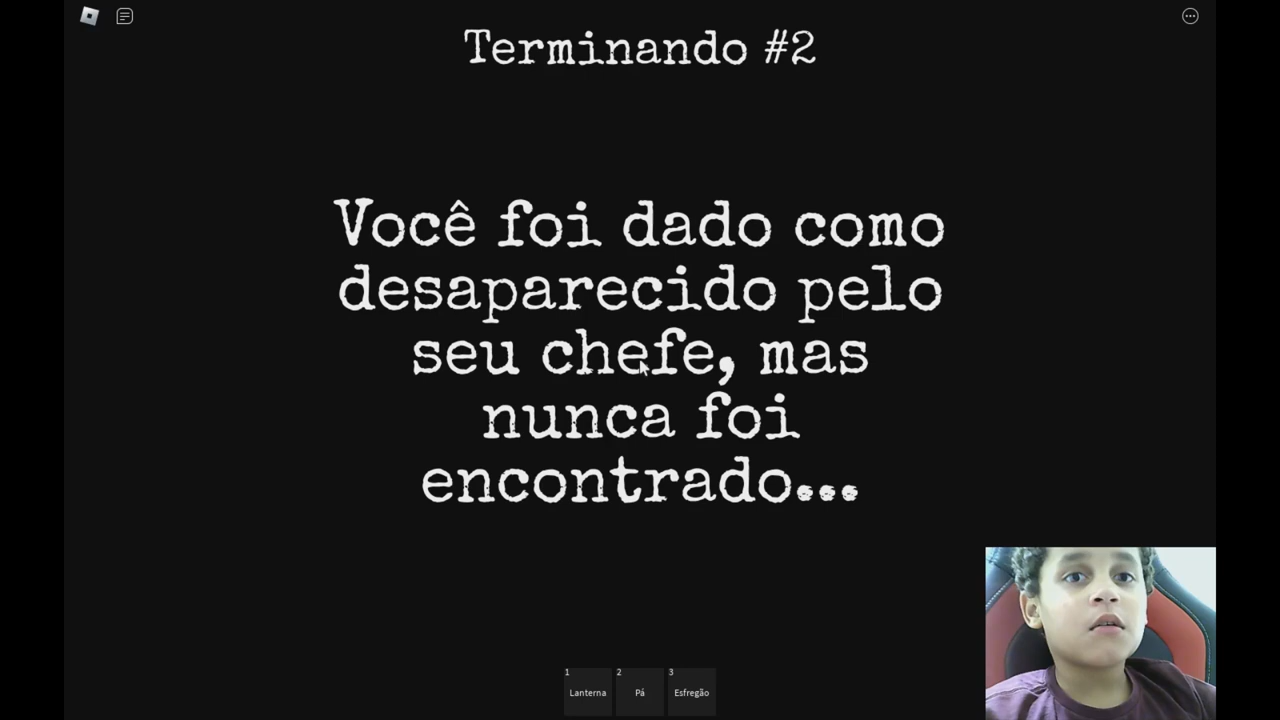 Terminando #2
Você foi dado como
desaparecido pelo
seu chefe, mas
nunca foi
encontrado...
1 2 3
Lanterna Pá Esfregão